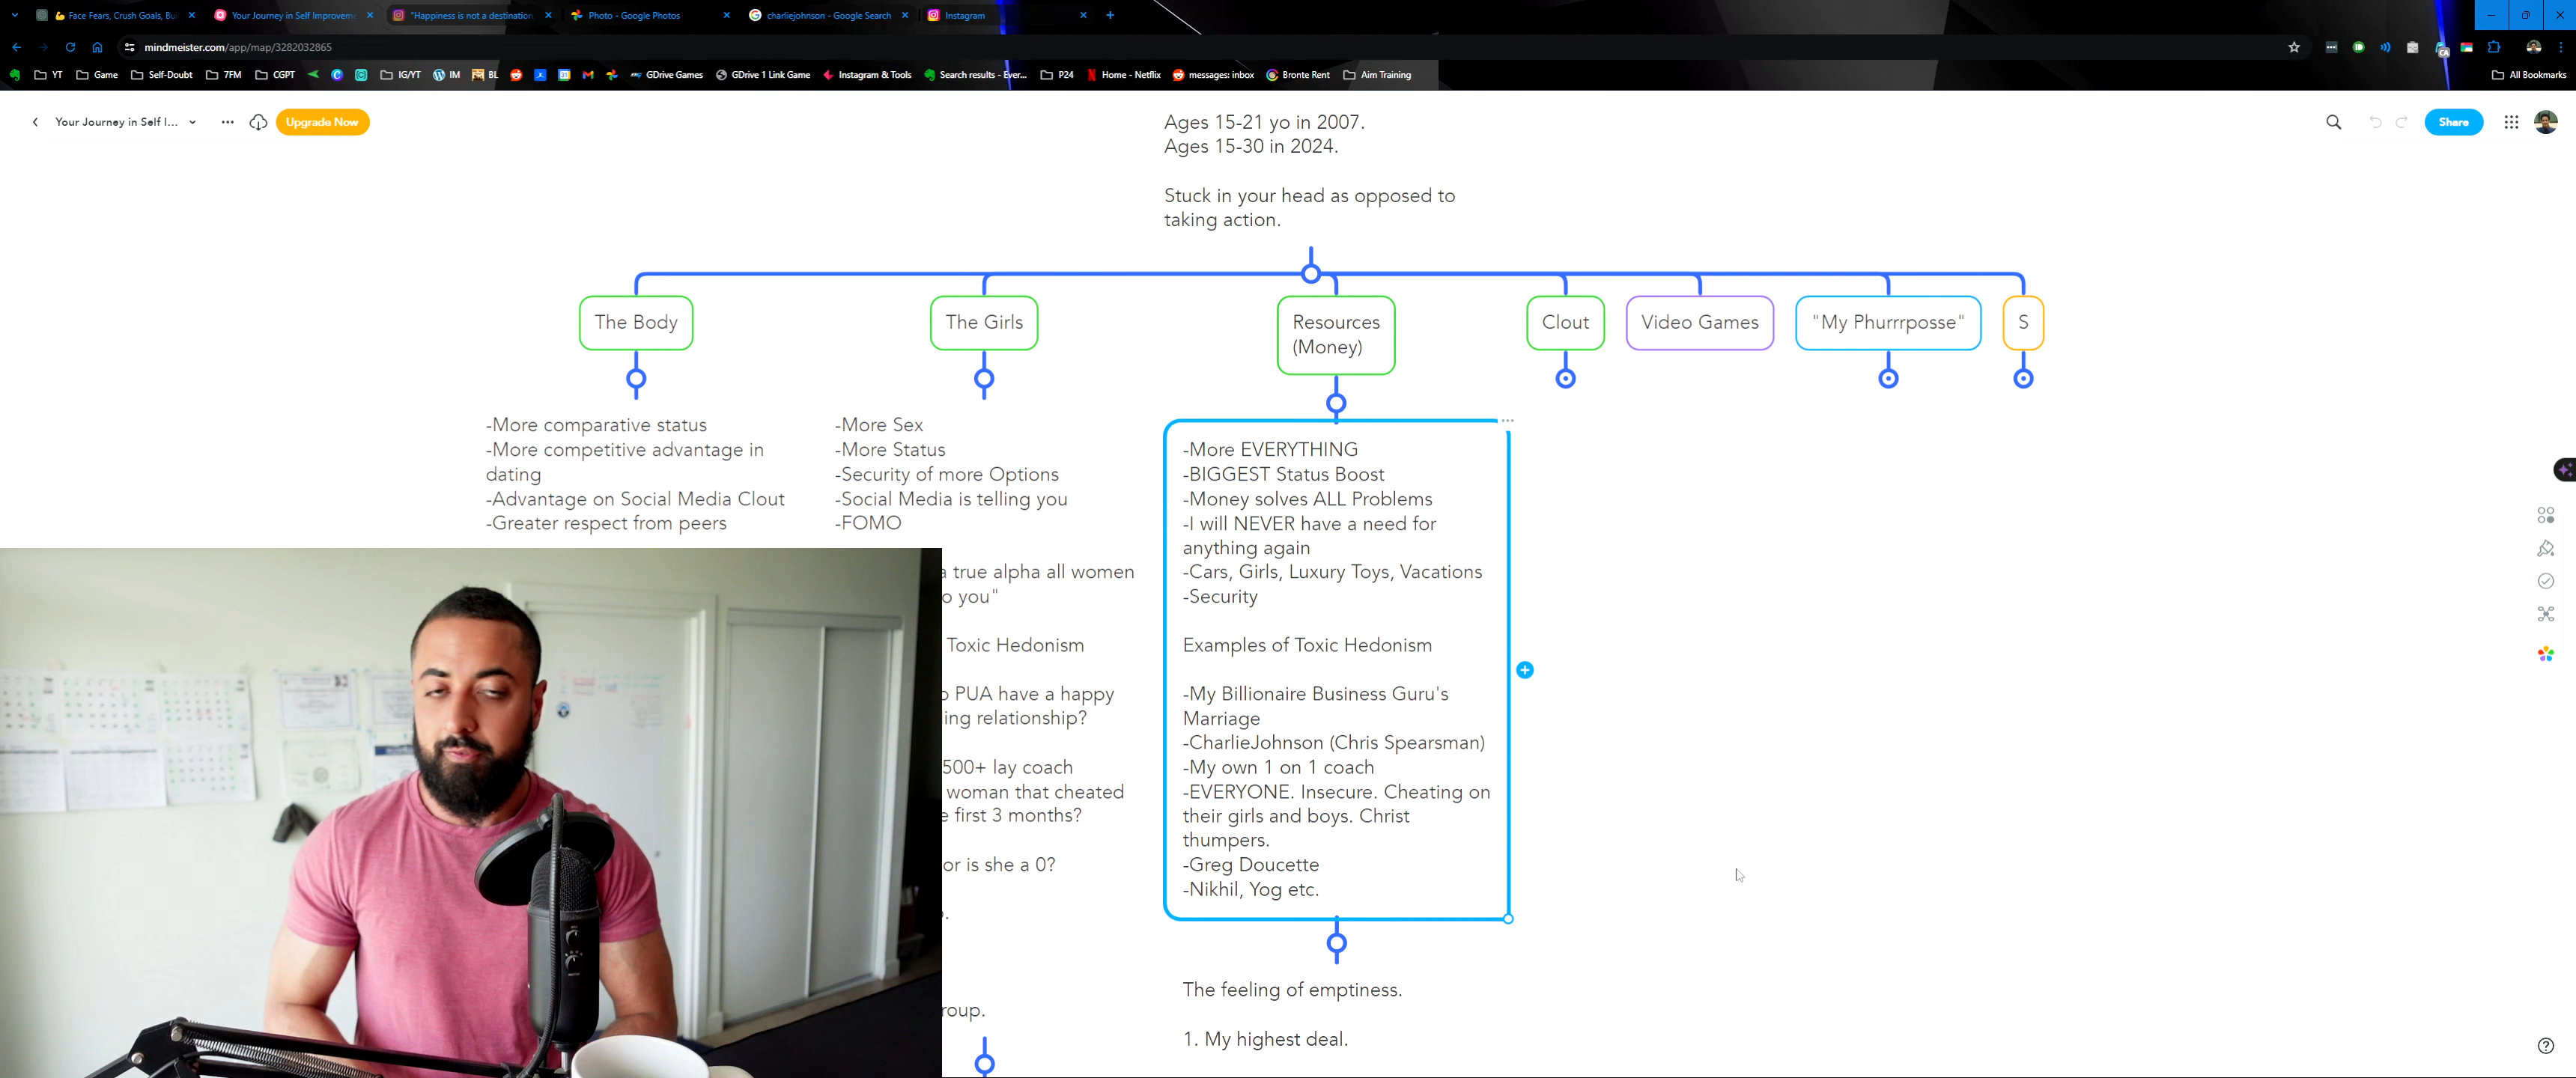 💪 Face Fears, Crush Goals, Bui
Your Journey in Self Improveme
"Happiness is not a destination
Photo - Google Photos
charliejohnson - Google Search
Instagram
mindmeister.com/app/map/3282032865
YT
Game
Self-Doubt
7FM
CGPT
IG/YT
IM
BL
GDrive Games
GDrive 1 Link Game
Instagram & Tools
Search results - Ever...
P24
Home - Netflix
messages: inbox
Bronte Rent
Aim Training
All Bookmarks
Your Journey in Self I...
Upgrade Now
Share
Ages 15-21 yo in 2007.
Ages 15-30 in 2024.
Stuck in your head as opposed to
taking action.
The Body
The Girls
Resources
(Money)
Clout
Video Games
"My Phurrrposse"
S
-More comparative status
-More competitive advantage in
dating
-Advantage on Social Media Clout
-Greater respect from peers
-More Sex
-More Status
-Security of more Options
-Social Media is telling you
-FOMO
a true alpha all women
o you"
Toxic Hedonism
o PUA have a happy
ing relationship?
500+ lay coach
woman that cheated
e first 3 months?
or is she a 0?
roup.
-More EVERYTHING
-BIGGEST Status Boost
-Money solves ALL Problems
-I will NEVER have a need for
anything again
-Cars, Girls, Luxury Toys, Vacations
-Security
Examples of Toxic Hedonism
-My Billionaire Business Guru's
Marriage
-CharlieJohnson (Chris Spearsman)
-My own 1 on 1 coach
-EVERYONE. Insecure. Cheating on
their girls and boys. Christ
thumpers.
-Greg Doucette
-Nikhil, Yog etc.
The feeling of emptiness.
1. My highest deal.